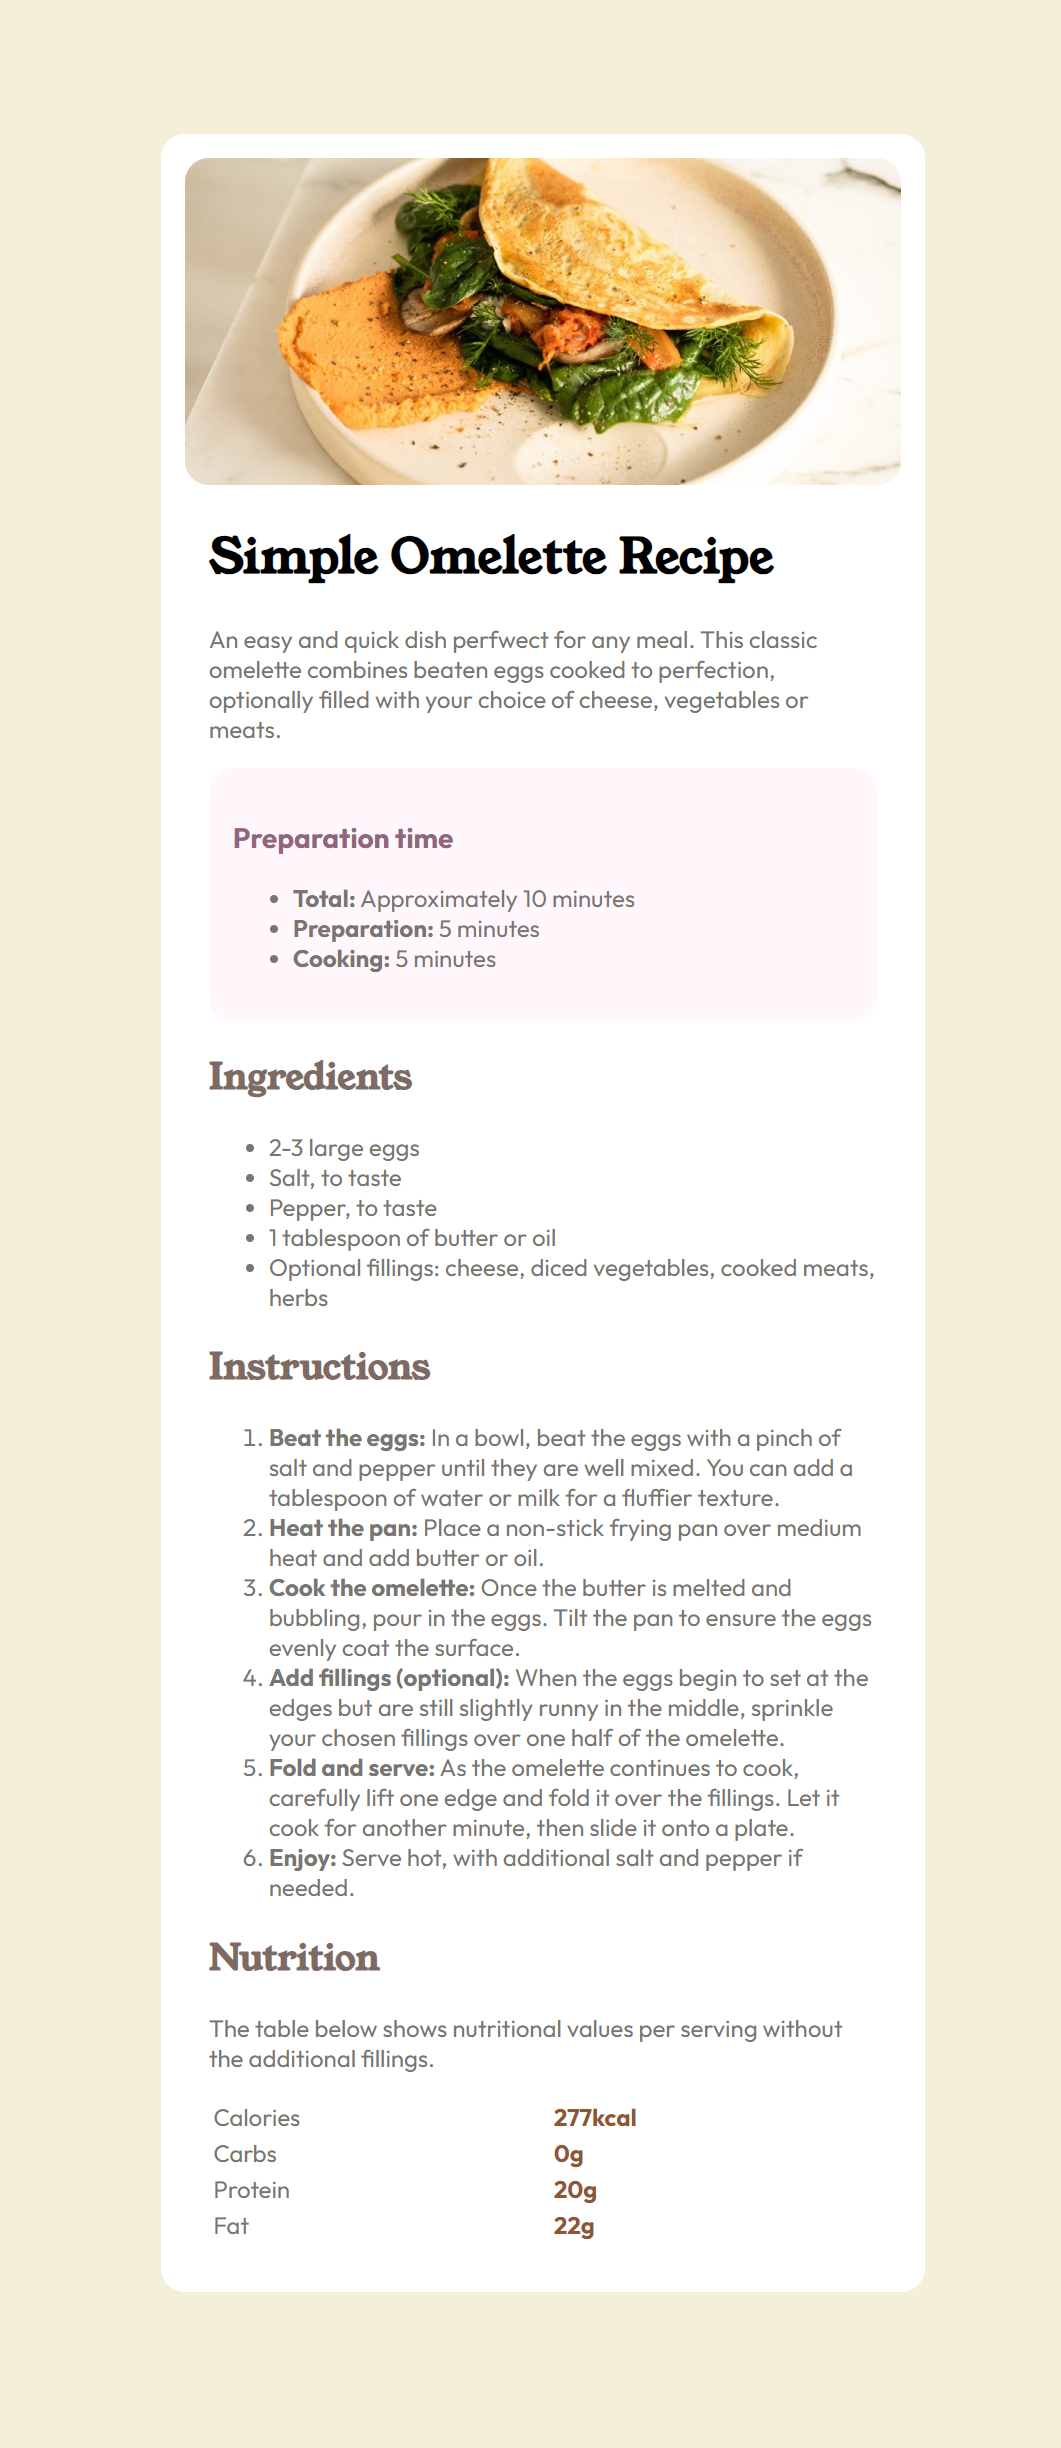 Simple Omelette Recipe
An easy and quick dish perfwect for any meal. This classic
omelette combines beaten eggs cooked to perfection,
optionally filled with your choice of cheese, vegetables or
meats.
Preparation time
• Total: Approximately 10 minutes
• Preparation: 5 minutes
• Cooking: 5 minutes
Ingredients
• 2-3 large eggs
• Salt, to taste
• Pepper, to taste
• 1 tablespoon of butter or oil
• Optional fillings: cheese, diced vegetables, cooked meats,
herbs
Instructions
1. Beat the eggs: In a bowl, beat the eggs with a pinch of
salt and pepper until they are well mixed. You can add a
tablespoon of water or milk for a fluffier texture.
2. Heat the pan: Place a non-stick frying pan over medium
heat and add butter or oil.
3. Cook the omelette: Once the butter is melted and
bubbling, pour in the eggs. Tilt the pan to ensure the eggs
evenly coat the surface.
4. Add fillings (optional): When the eggs begin to set at the
edges but are still slightly runny in the middle, sprinkle
your chosen fillings over one half of the omelette.
5. Fold and serve: As the omelette continues to cook,
carefully lift one edge and fold it over the fillings. Let it
cook for another minute, then slide it onto a plate.
6. Enjoy: Serve hot, with additional salt and pepper if
needed.
Nutrition
The table below shows nutritional values per serving without
the additional fillings.
Calories 277kcal
Carbs 0g
Protein 20g
Fat 22g